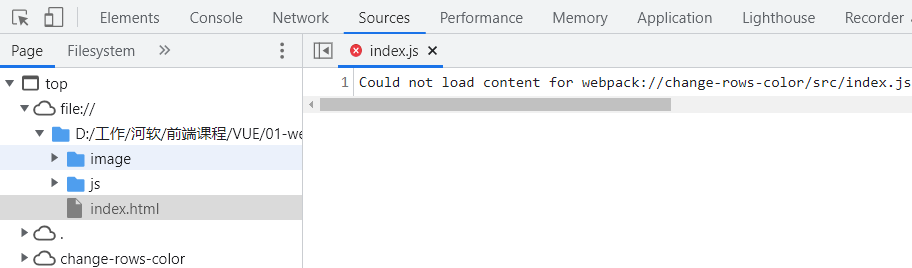 Elements Console Network Sources Performance Memory Application Lighthouse Recorder
Page Filesystem »
index.js ×
top
1 Could not load content for webpack://change-rows-color/src/index.js
file://
D:/工作/河软/前端课程/VUE/01-we
image
js
index.html
.
change-rows-color